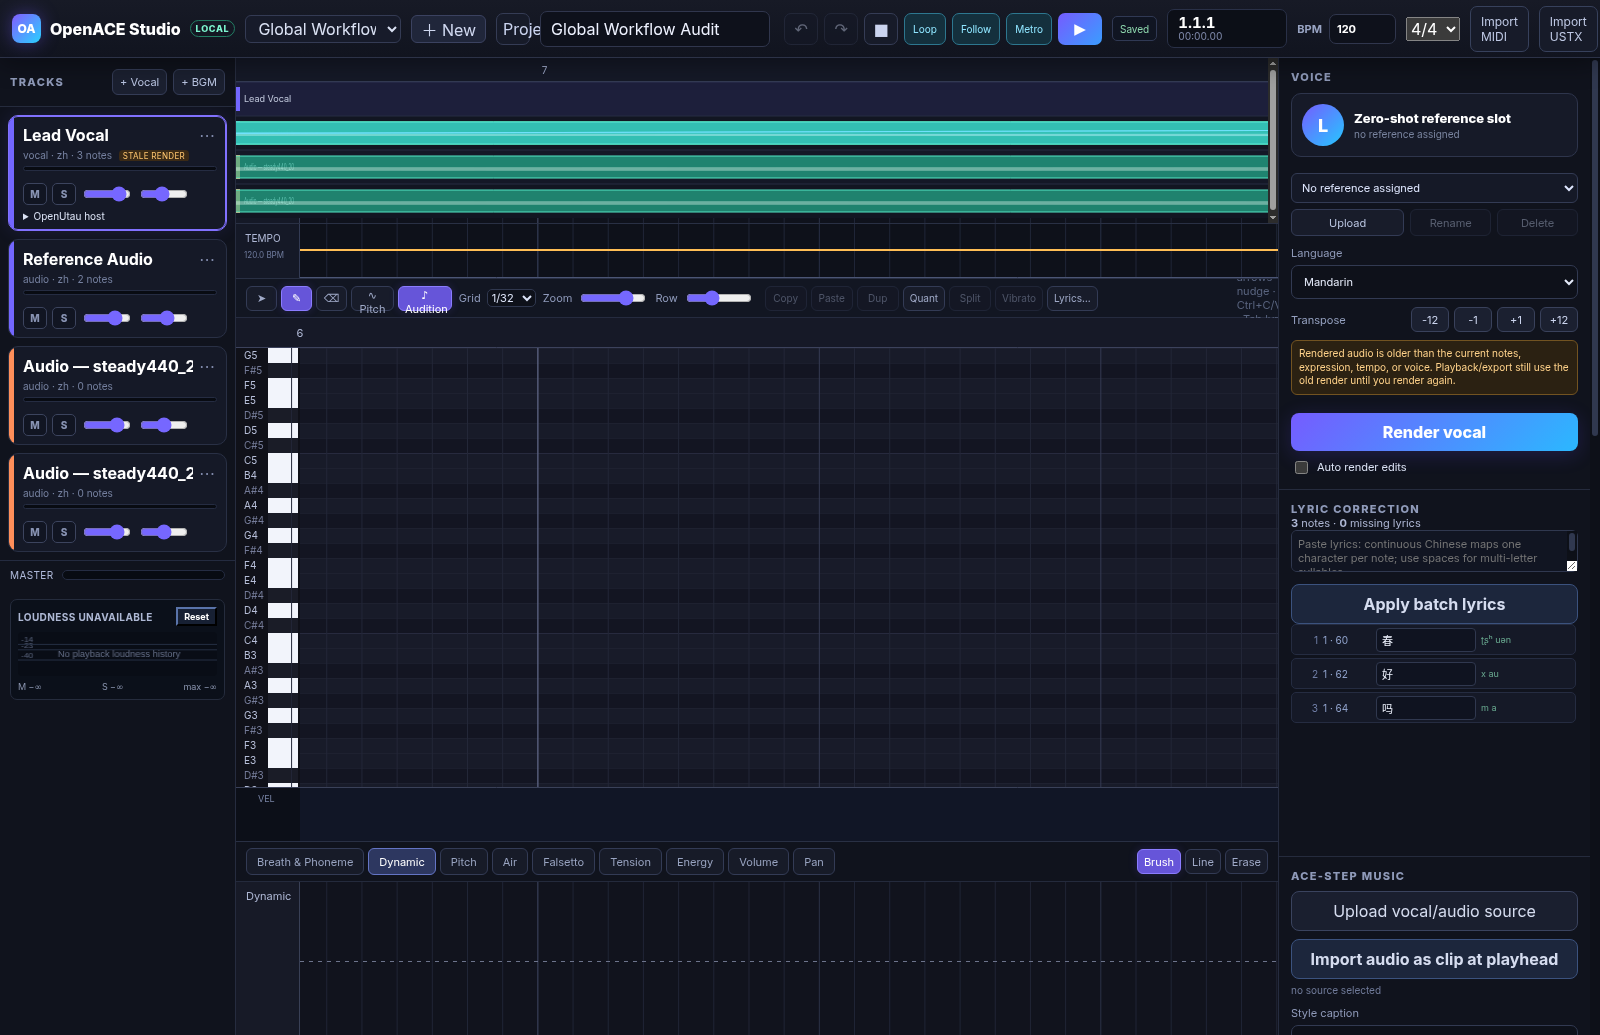 OA OpenACE Studio LOCAL Global Workflow + New Proje Global Workflow Audit Loop Follow Metro Saved 1.1.1 00:00.00 BPM 120 4/4 Import MIDI Import USTX
TRACKS + Vocal + BGM
Lead Vocal
vocal · zh · 3 notes STALE RENDER
M S
OpenUtau host
Reference Audio
audio · zh · 2 notes
M S
Audio — steady440_2
audio · zh · 0 notes
M S
Audio — steady440_2
audio · zh · 0 notes
M S
MASTER
LOUDNESS UNAVAILABLE Reset
-14
-23
-40
No playback loudness history
M −∞ S −∞ max −∞
7
Lead Vocal
TEMPO
120.0 BPM
Pitch Audition Grid 1/32 Zoom Row Copy Paste Dup Quant Split Vibrato Lyrics...
nudge ·
6
G5
F#5
F5
E5
D#5
D5
C#5
C5
B4
A#4
A4
G#4
G4
F#4
F4
E4
D#4
D4
C#4
C4
B3
A#3
A3
G#3
G3
F#3
F3
E3
D#3
VEL
Breath & Phoneme Dynamic Pitch Air Falsetto Tension Energy Volume Pan Brush Line Erase
Dynamic
VOICE
L Zero-shot reference slot
no reference assigned
No reference assigned
Upload Rename Delete
Language
Mandarin
Transpose -12 -1 +1 +12
Rendered audio is older than the current notes,
expression, tempo, or voice. Playback/export still use the
old render until you render again.
Render vocal
Auto render edits
LYRIC CORRECTION
3 notes · 0 missing lyrics
Paste lyrics: continuous Chinese maps one
character per note; use spaces for multi-letter
Apply batch lyrics
1 1 · 60 春 ʈʂʰ uən
2 1 · 62 好 x au
3 1 · 64 吗 m a
ACE-STEP MUSIC
Upload vocal/audio source
Import audio as clip at playhead
no source selected
Style caption